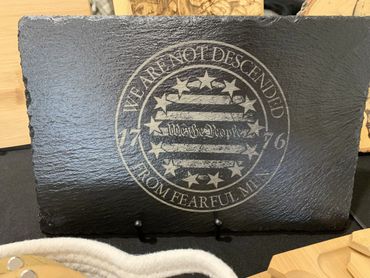 WE ARE NOT DESCENDED
17 We the People 76
FROM FEARFUL MEN